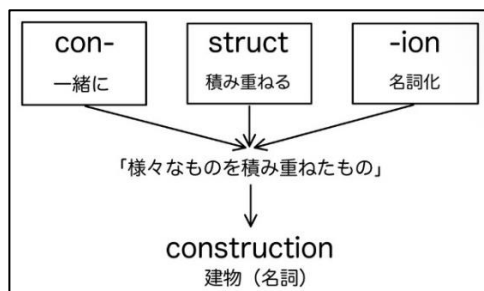 con- struct -ion
一緒に 積み重ねる 名詞化
「様々なものを積み重ねたもの」
construction
建物（名詞）